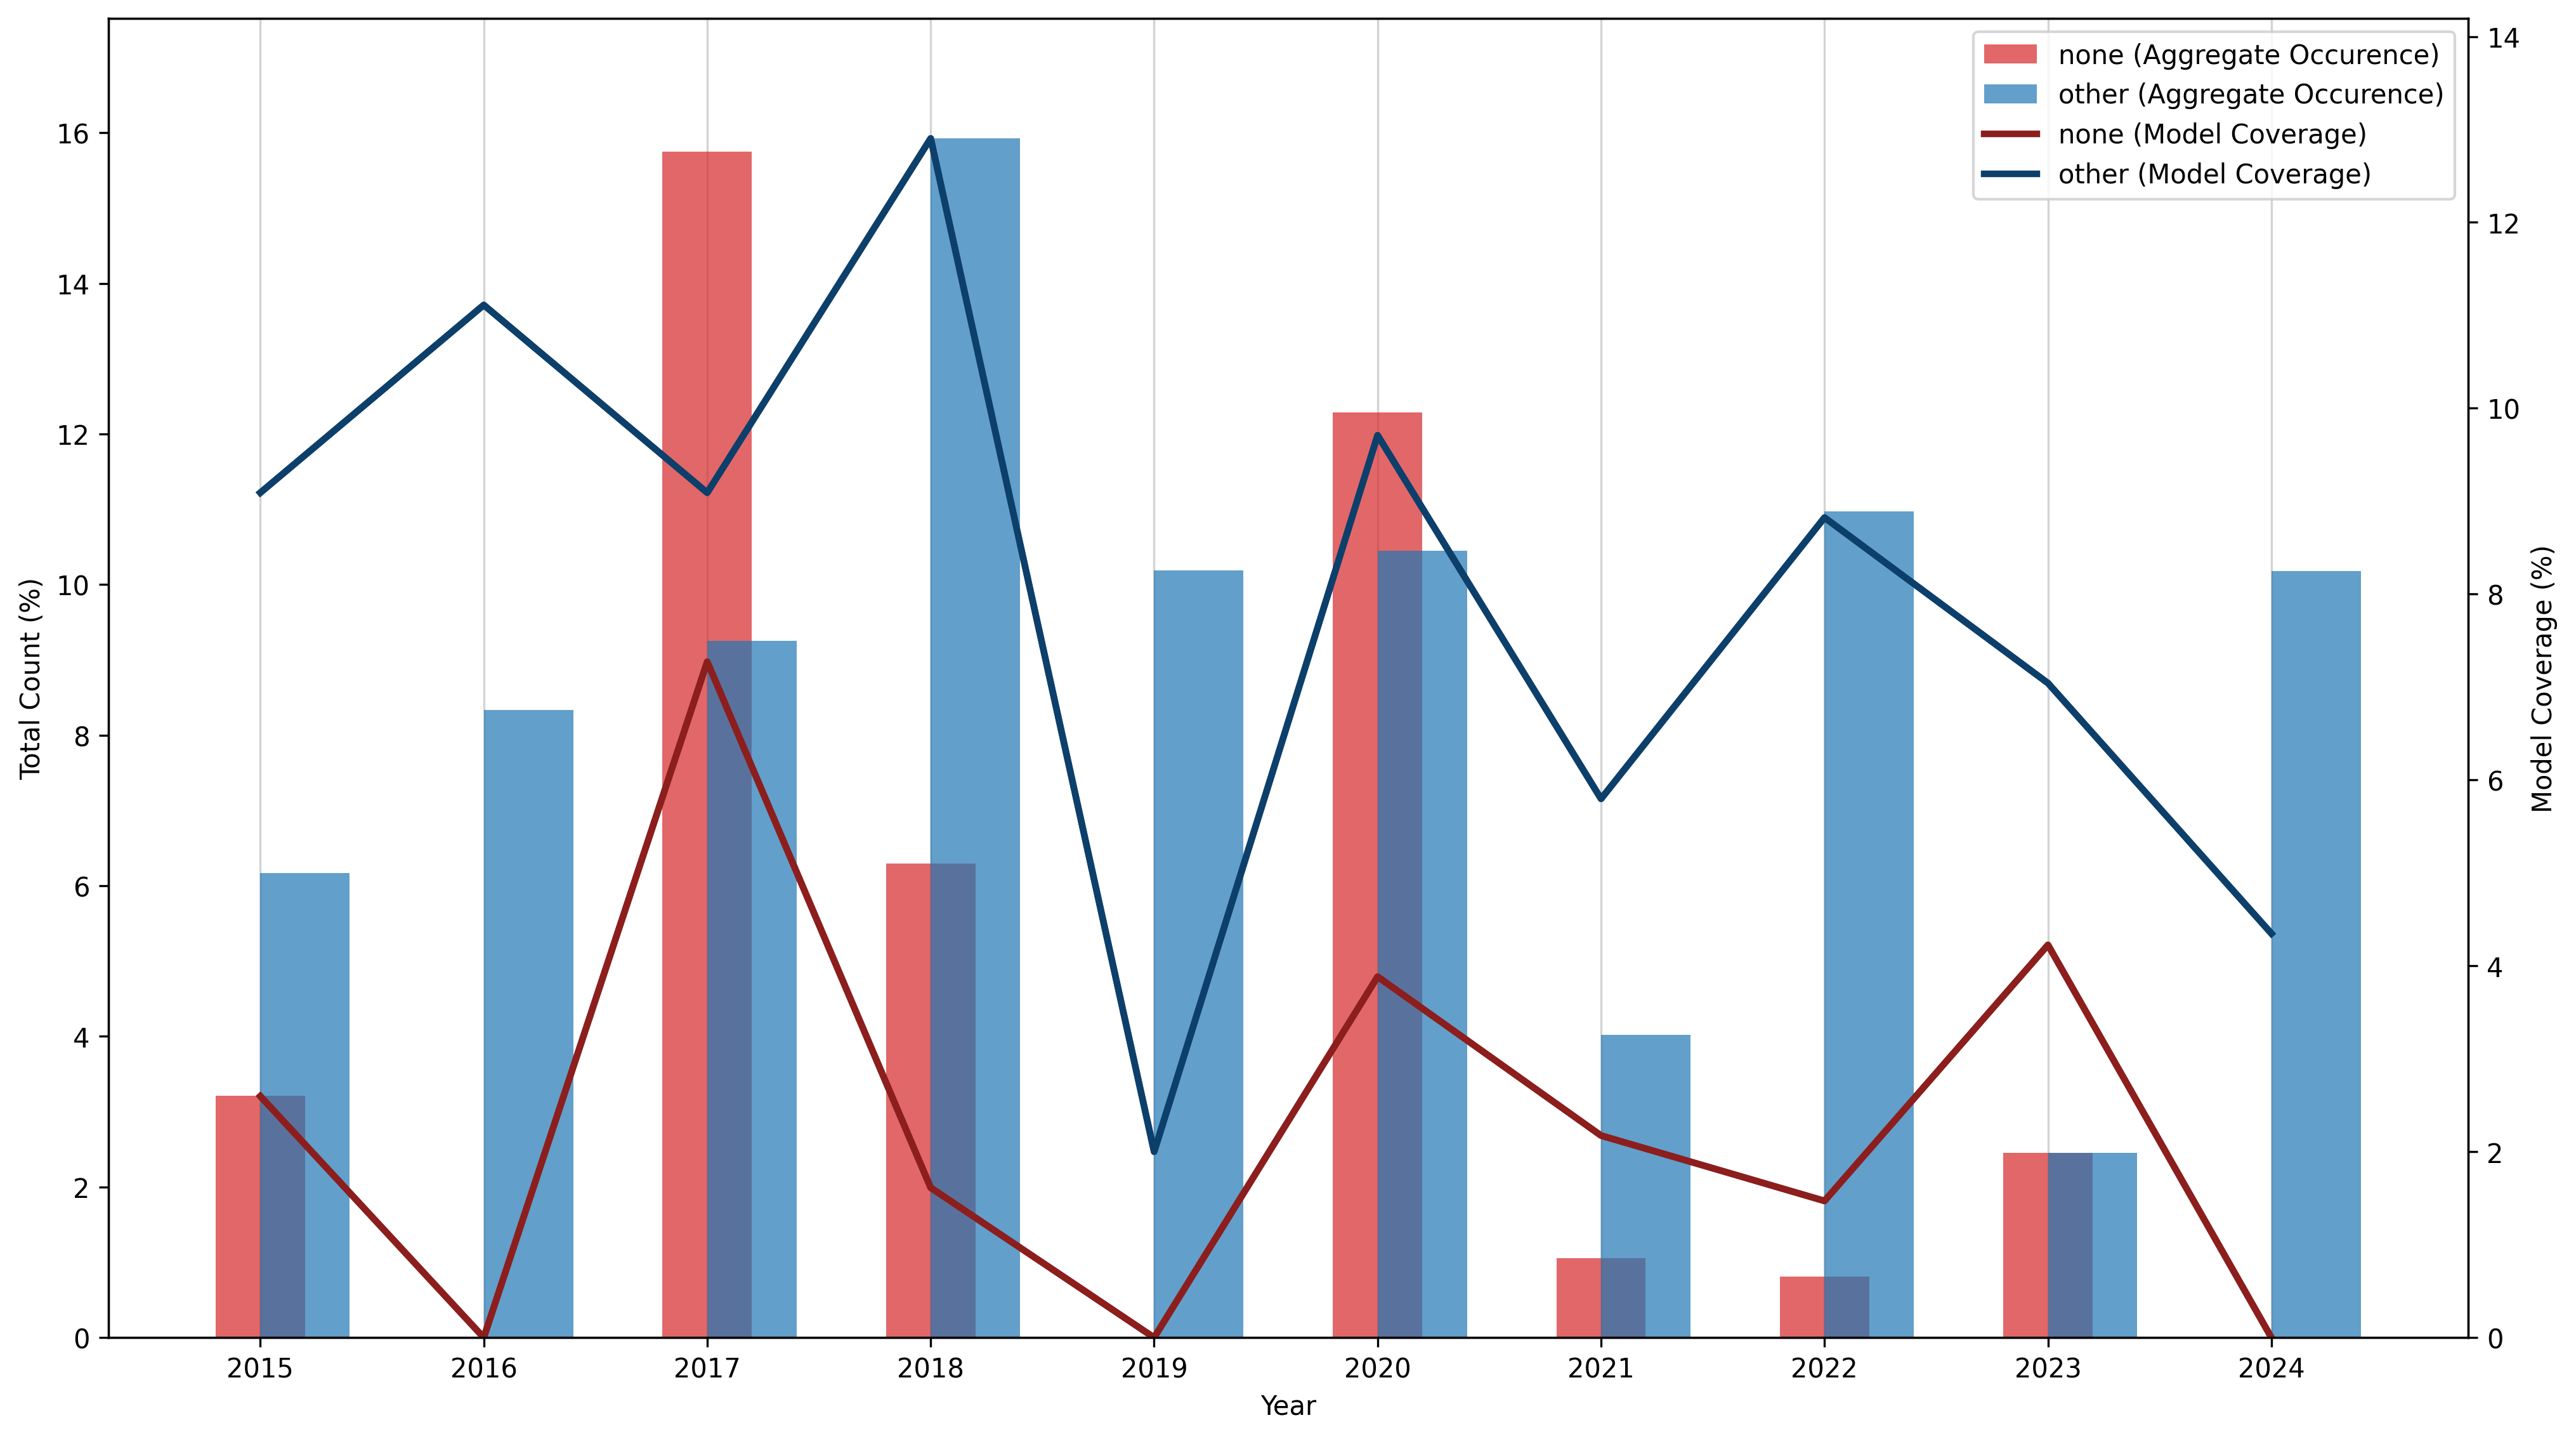 none (Aggregate Occurence)
other (Aggregate Occurence)
none (Model Coverage)
other (Model Coverage)
Total Count (%)
16
14
12
10
8
6
4
2
0
14
12
10
8
6
4
2
0
Model Coverage (%)
2015 2016 2017 2018 2019 2020 2021 2022 2023 2024
Year